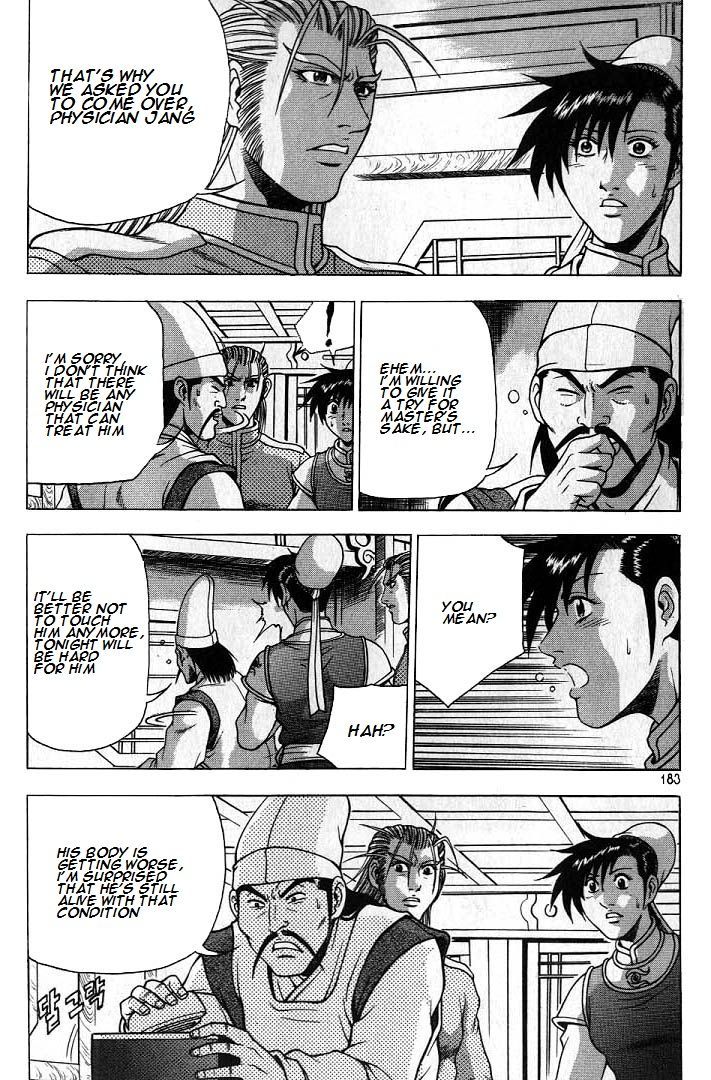 THAT'S WHY
WE ASKED YOU
TO COME OVER,
PHYSICIAN JANG
I'M SORRY,
I DON'T THINK
THAT THERE
WILL BE ANY
PHYSICIAN
THAT CAN
TREAT HIM
!
EHEM...
I'M WILLING
TO GIVE IT
A TRY FOR
MASTER'S
SAKE, BUT...
IT'LL BE
BETTER NOT
TO TOUCH
HIM ANYMORE,
TONIGHT WILL
BE HARD
FOR HIM
HAH?
YOU
MEAN?
183
HIS BODY IS
GETTING WORSE,
I'M SURPRISED
THAT HE'S STILL
ALIVE WITH THAT
CONDITION
달그락